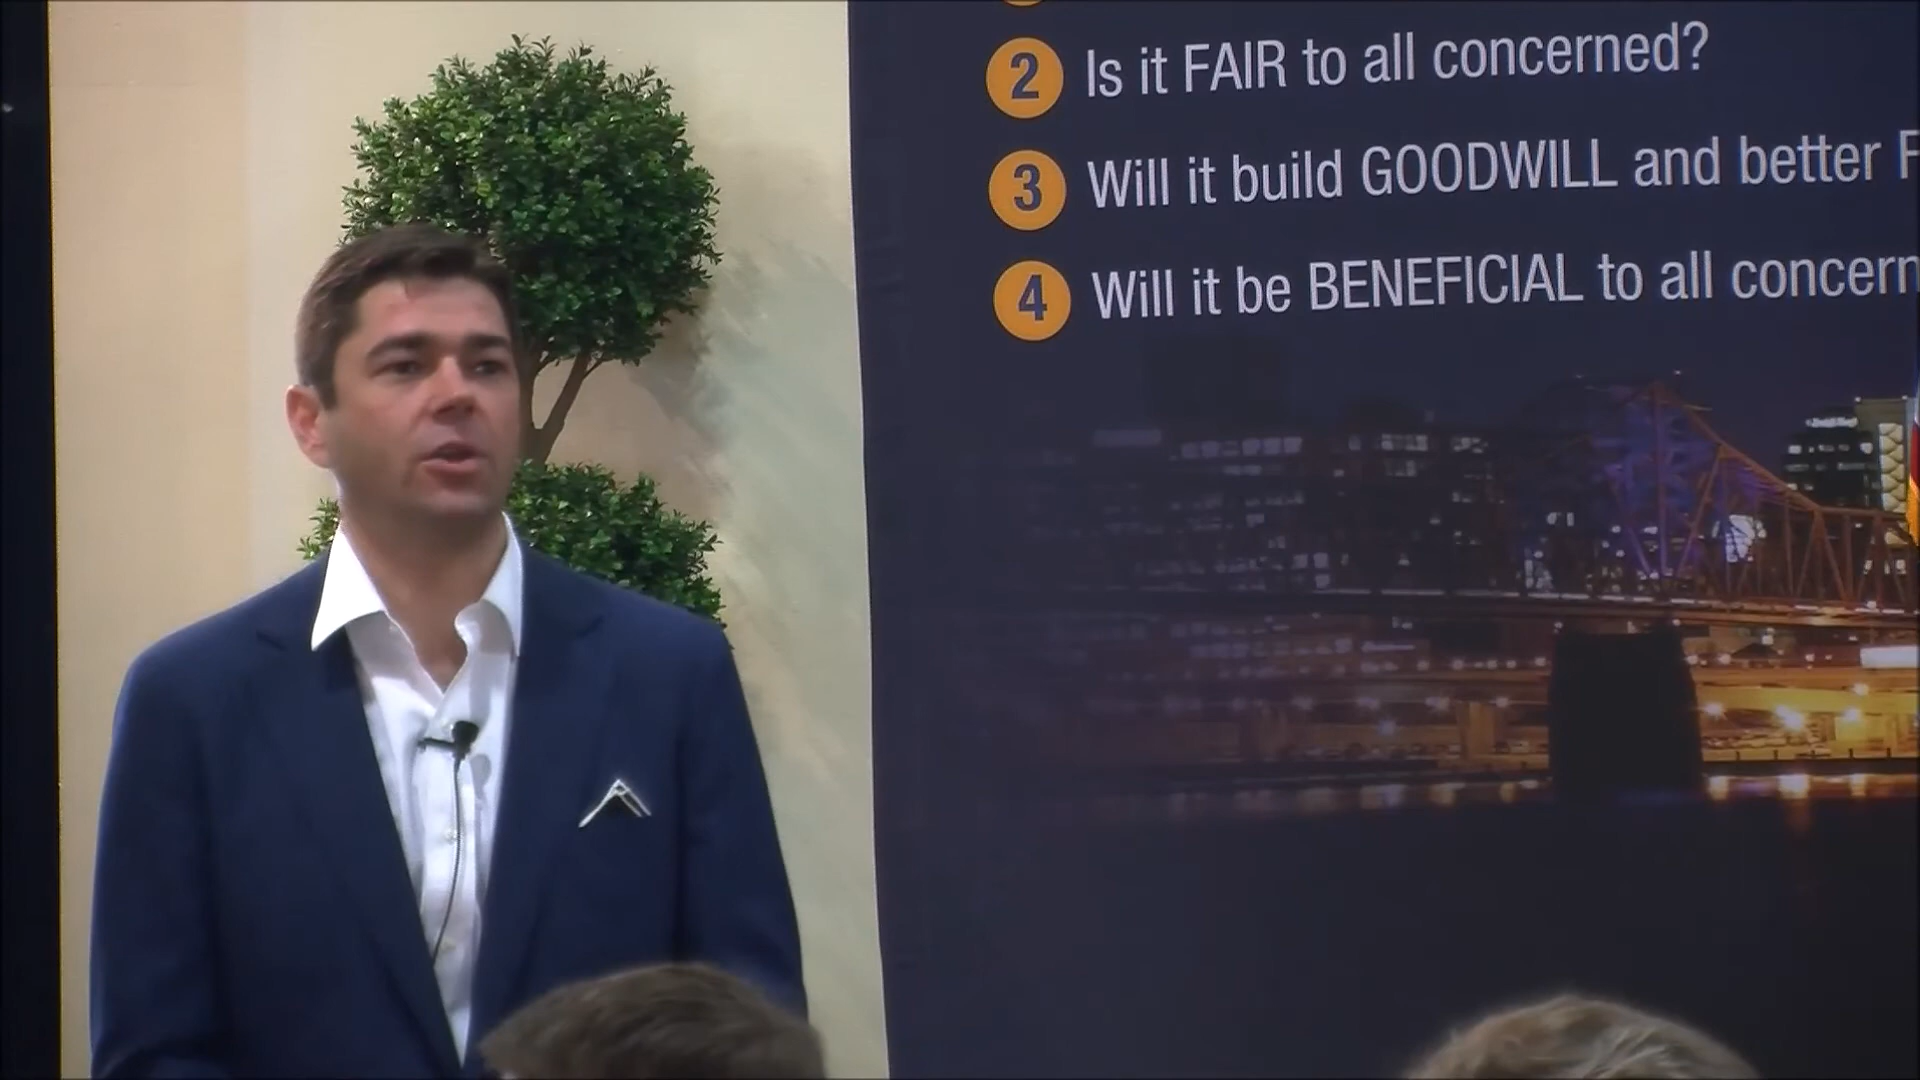 2 Is it FAIR to all concerned?
3 Will it build GOODWILL and better F
4 Will it be BENEFICIAL to all concern